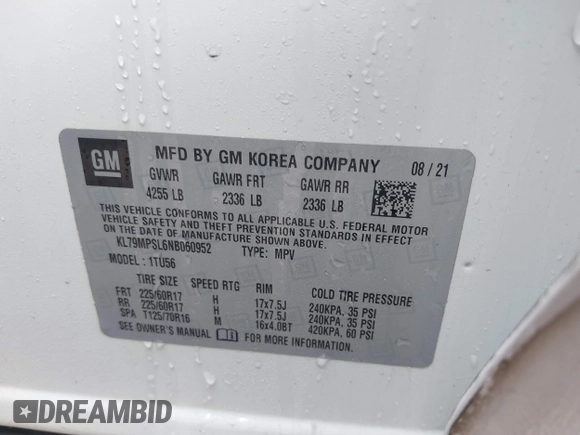 GM
MFD BY GM KOREA COMPANY 08/21
GVWR GAWR FRT GAWR RR
4255 LB 2336 LB 2336 LB
THIS VEHICLE CONFORMS TO ALL APPLICABLE U.S. FEDERAL MOTOR
VEHICLE SAFETY AND THEFT PREVENTION STANDARDS IN EFFECT ON
THE DATE OF MANUFACTURE SHOWN ABOVE.
KL79MPSL6NB060952 TYPE: MPV
MODEL: 1TU56
TIRE SIZE SPEED RTG RIM COLD TIRE PRESSURE
FRT 225/60R17 H 17x7.5J 240KPA, 35 PSI
RR 225/60R17 H 17x7.5J 240KPA, 35 PSI
SPA T125/70R16 M 16x4.0BT 420KPA, 60 PSI
SEE OWNER'S MANUAL FOR MORE INFORMATION
DREAMBID